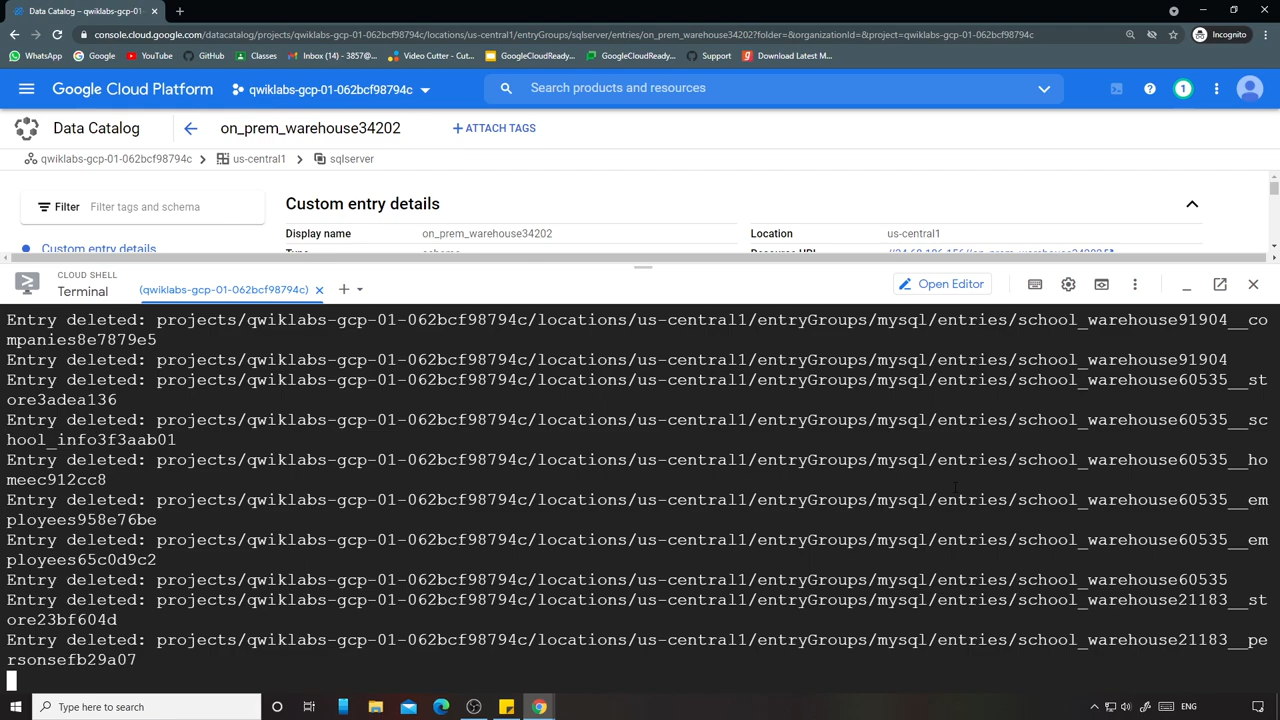 Data Catalog – qwiklabs-gcp-01-
console.cloud.google.com/datacatalog/projects/qwiklabs-gcp-01-062bcf98794c/locations/us-central1/entryGroups/sqlserver/entries/on_prem_warehouse34202?folder=&organizationId=&project=qwiklabs-gcp-01-062bcf98794c
Incognito
WhatsApp Google YouTube GitHub Classes Inbox (14) - 3857@... Video Cutter - Cut... GoogleCloudReady... GoogleCloudReady... Support Download Latest M...
Google Cloud Platform qwiklabs-gcp-01-062bcf98794c Search products and resources 1
Data Catalog on_prem_warehouse34202 + ATTACH TAGS
qwiklabs-gcp-01-062bcf98794c us-central1 sqlserver
Filter Filter tags and schema Custom entry details
Display name on_prem_warehouse34202 Location us-central1
Custom entry details
CLOUD SHELL
Terminal (qwiklabs-gcp-01-062bcf98794c) Open Editor
Entry deleted: projects/qwiklabs-gcp-01-062bcf98794c/locations/us-central1/entryGroups/mysql/entries/school_warehouse91904__co
mpanies8e7879e5
Entry deleted: projects/qwiklabs-gcp-01-062bcf98794c/locations/us-central1/entryGroups/mysql/entries/school_warehouse91904
Entry deleted: projects/qwiklabs-gcp-01-062bcf98794c/locations/us-central1/entryGroups/mysql/entries/school_warehouse60535__st
ore3adea136
Entry deleted: projects/qwiklabs-gcp-01-062bcf98794c/locations/us-central1/entryGroups/mysql/entries/school_warehouse60535__sc
hool_info3f3aab01
Entry deleted: projects/qwiklabs-gcp-01-062bcf98794c/locations/us-central1/entryGroups/mysql/entries/school_warehouse60535__ho
meec912cc8
Entry deleted: projects/qwiklabs-gcp-01-062bcf98794c/locations/us-central1/entryGroups/mysql/entries/school_warehouse60535__em
ployees958e76be
Entry deleted: projects/qwiklabs-gcp-01-062bcf98794c/locations/us-central1/entryGroups/mysql/entries/school_warehouse60535__em
ployees65c0d9c2
Entry deleted: projects/qwiklabs-gcp-01-062bcf98794c/locations/us-central1/entryGroups/mysql/entries/school_warehouse60535
Entry deleted: projects/qwiklabs-gcp-01-062bcf98794c/locations/us-central1/entryGroups/mysql/entries/school_warehouse21183__st
ore23bf604d
Entry deleted: projects/qwiklabs-gcp-01-062bcf98794c/locations/us-central1/entryGroups/mysql/entries/school_warehouse21183__pe
rsonsefb29a07
Type here to search ENG